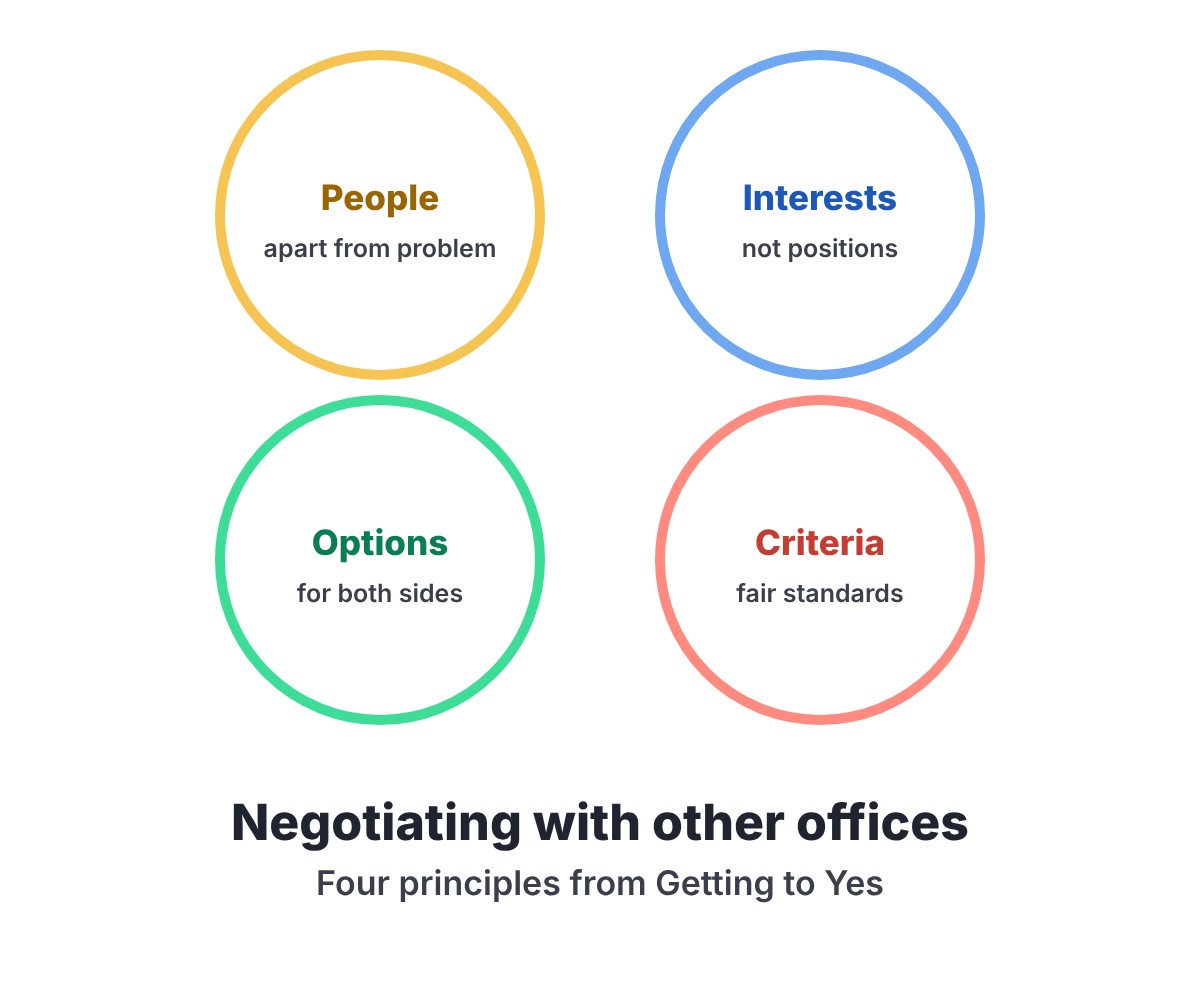 People
apart from problem
Interests
not positions
Options
for both sides
Criteria
fair standards
Negotiating with other offices
Four principles from Getting to Yes